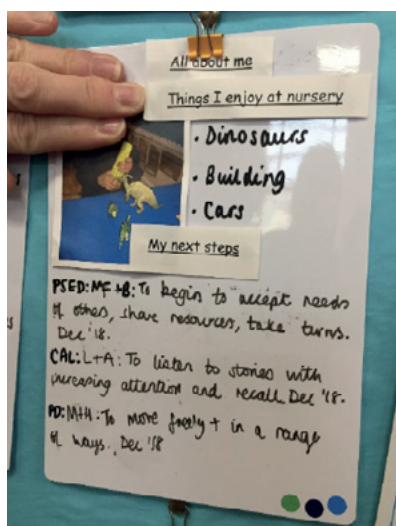 All about me
Things I enjoy at nursery
• Dinosaurs
• Building
• Cars
My next steps
PSED: MF+B: To begin to accept needs
of others, share resources, take turns.
Dec '18.
CAL: L+A: To listen to stories with
increasing attention and recall Dec '18.
PD: M+H: To move freely + in a range
of ways. Dec '18